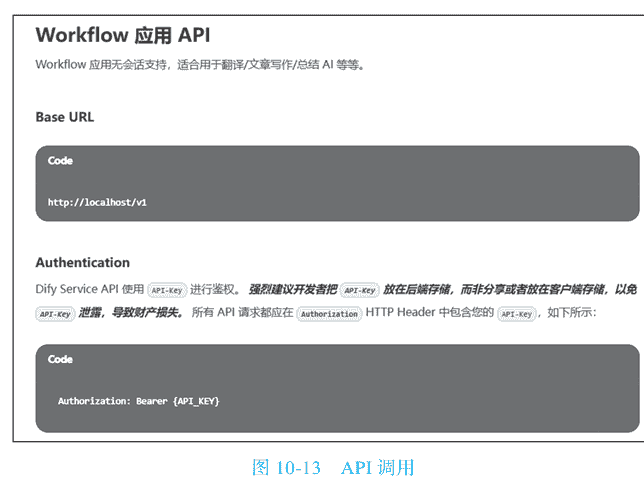 Workflow 应用 API
Workflow 应用无会话支持，适合用于翻译/文章写作/总结 AI 等等。
Base URL
Code
http://localhost/v1
Authentication
Dify Service API 使用 API-Key 进行鉴权。 强烈建议开发者把 API-Key 放在后端存储，而非分享或者放在客户端存储，以免
API-Key 泄露，导致财产损失。 所有 API 请求都应在 Authorization HTTP Header 中包含您的 API-Key，如下所示：
Code
Authorization: Bearer {API_KEY}
图 10-13 API 调用